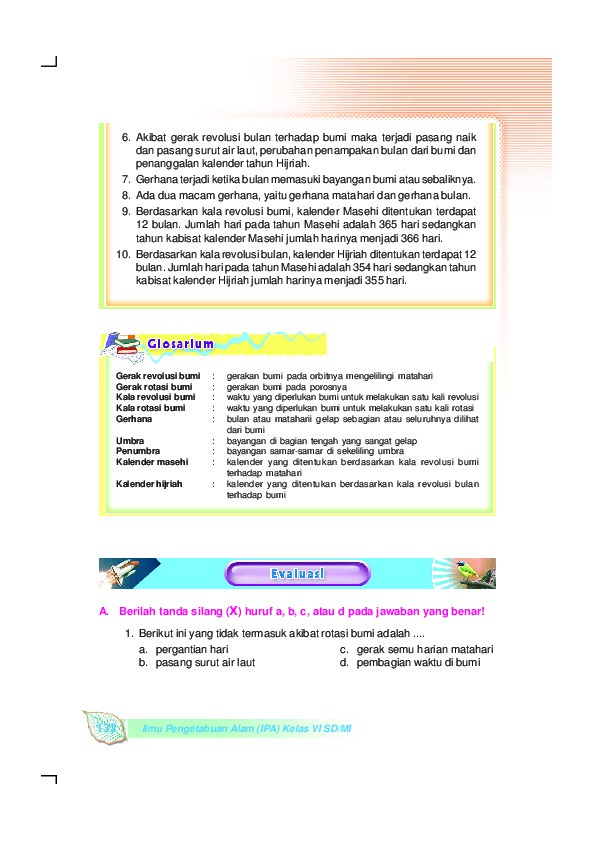 6. Akibat gerak revolusi bulan terhadap bumi maka terjadi pasang naik
dan pasang surut air laut, perubahan penampakan bulan dari bumi dan
penanggalan kalender tahun Hijriah.
7. Gerhana terjadi ketika bulan memasuki bayangan bumi atau sebaliknya.
8. Ada dua macam gerhana, yaitu gerhana matahari dan gerhana bulan.
9. Berdasarkan kala revolusi bumi, kalender Masehi ditentukan terdapat
12 bulan. Jumlah hari pada tahun Masehi adalah 365 hari sedangkan
tahun kabisat kalender Masehi jumlah harinya menjadi 366 hari.
10. Berdasarkan kala revolusi bulan, kalender Hijriah ditentukan terdapat 12
bulan. Jumlah hari pada tahun Masehi adalah 354 hari sedangkan tahun
kabisat kalender Hijriah jumlah harinya menjadi 355 hari.
Glosarium
Gerak revolusi bumi : gerakan bumi pada orbitnya mengelilingi matahari
Gerak rotasi bumi : gerakan bumi pada porosnya
Kala revolusi bumi : waktu yang diperlukan bumi untuk melakukan satu kali revolusi
Kala rotasi bumi : waktu yang diperlukan bumi untuk melakukan satu kali rotasi
Gerhana : bulan atau mataharii gelap sebagian atau seluruhnya dilihat
dari bumi
Umbra : bayangan di bagian tengah yang sangat gelap
Penumbra : bayangan samar-samar di sekeliling umbra
Kalender masehi : kalender yang ditentukan berdasarkan kala revolusi bumi
terhadap matahari
Kalender hijriah : kalender yang ditentukan berdasarkan kala revolusi bulan
terhadap bumi
Evaluasi
A. Berilah tanda silang (X) huruf a, b, c, atau d pada jawaban yang benar!
1. Berikut ini yang tidak termasuk akibat rotasi bumi adalah ....
a. pergantian hari c. gerak semu harian matahari
b. pasang surut air laut d. pembagian waktu di bumi
Ilmu Pengetahuan Alam (IPA) Kelas VI SD/MI